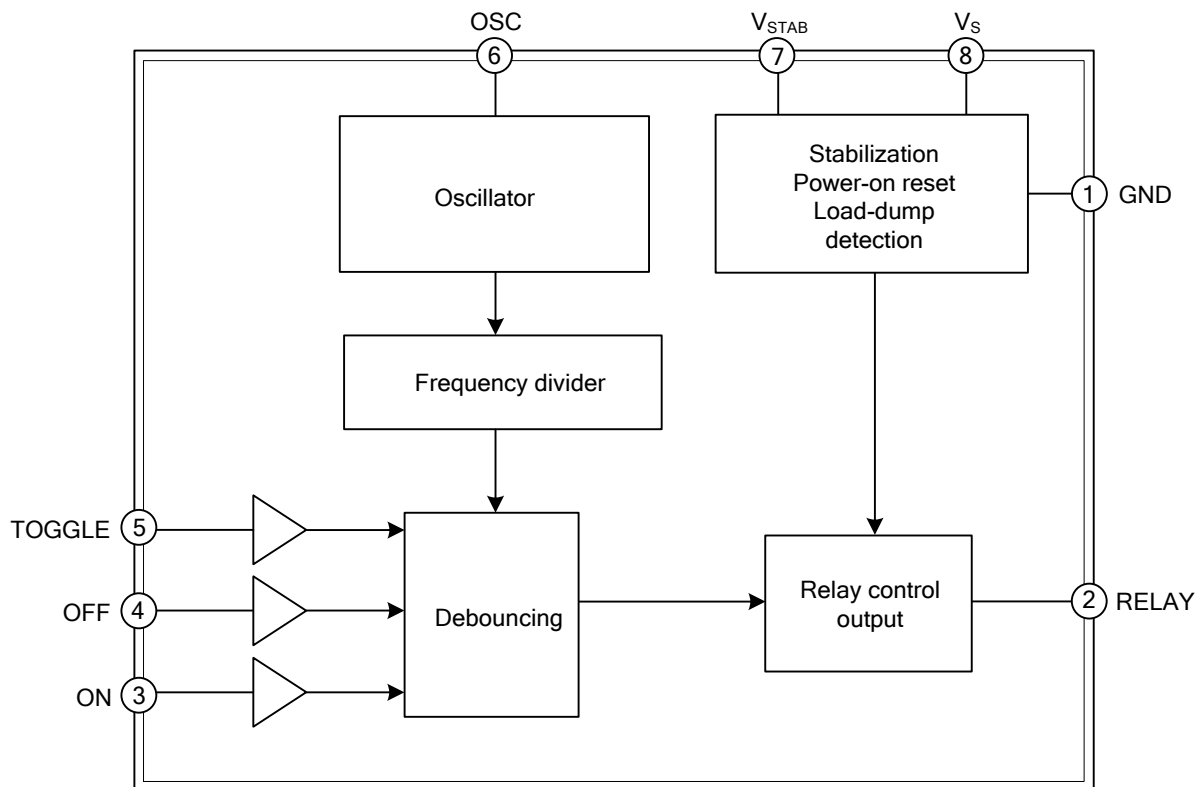 OSC
VSTAB
VS
6
7
8
Stabilization
Power-on reset
Load-dump
detection
Oscillator
1
GND
Frequency divider
TOGGLE
5
OFF
4
ON
3
Debouncing
Relay control
output
2
RELAY